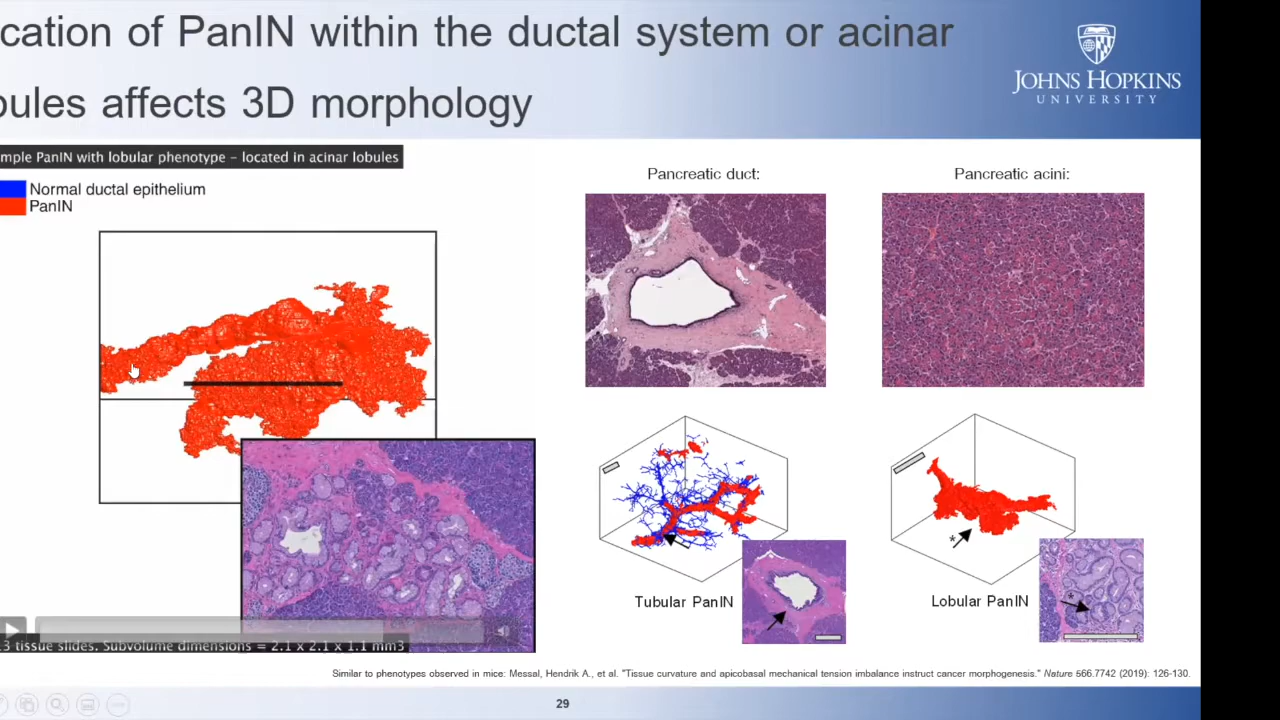 cation of PanIN within the ductal system or acinar
bules affects 3D morphology
JOHNS HOPKINS
UNIVERSITY
mple PanIN with lobular phenotype – located in acinar lobules
Normal ductal epithelium
PanIN
Pancreatic duct:
Pancreatic acini:
*
*
Tubular PanIN
Lobular PanIN
3 tissue slides. Subvolume dimensions = 2.1 x 2.1 x 1.1 mm3
Similar to phenotypes observed in mice: Messal, Hendrik A., et al. "Tissue curvature and apicobasal mechanical tension imbalance instruct cancer morphogenesis." Nature 566.7742 (2019): 126-130.
29